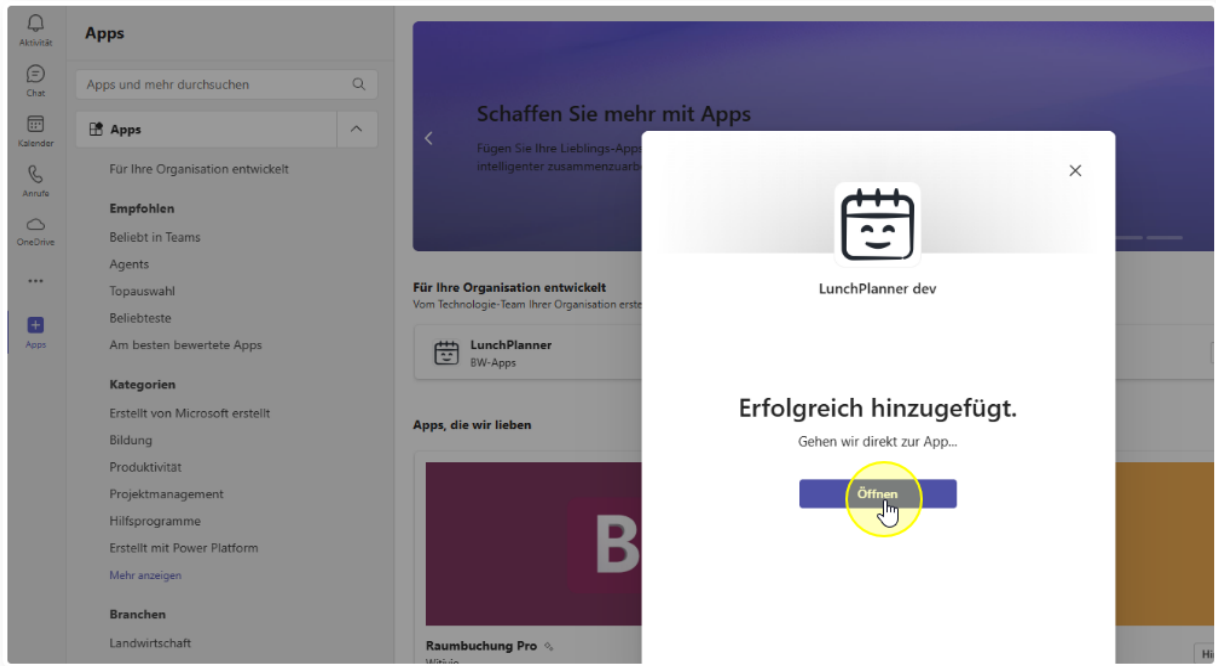 Aktivität
Chat
Kalender
Anrufe
OneDrive
Apps
Apps
Apps und mehr durchsuchen
Apps
Für Ihre Organisation entwickelt
Empfohlen
Beliebt in Teams
Agents
Topauswahl
Beliebteste
Am besten bewertete Apps
Kategorien
Erstellt von Microsoft erstellt
Bildung
Produktivität
Projektmanagement
Hilfsprogramme
Erstellt mit Power Platform
Mehr anzeigen
Branchen
Landwirtschaft
Schaffen Sie mehr mit Apps
Fügen Sie Ihre Lieblings-Apps
intelligenter zusammenzuarb
Für Ihre Organisation entwickelt
Vom Technologie-Team Ihrer Organisation erste
LunchPlanner
BW-Apps
Apps, die wir lieben
B
Raumbuchung Pro
Witivio
LunchPlanner dev
Erfolgreich hinzugefügt.
Gehen wir direkt zur App...
Öffnen
Hi